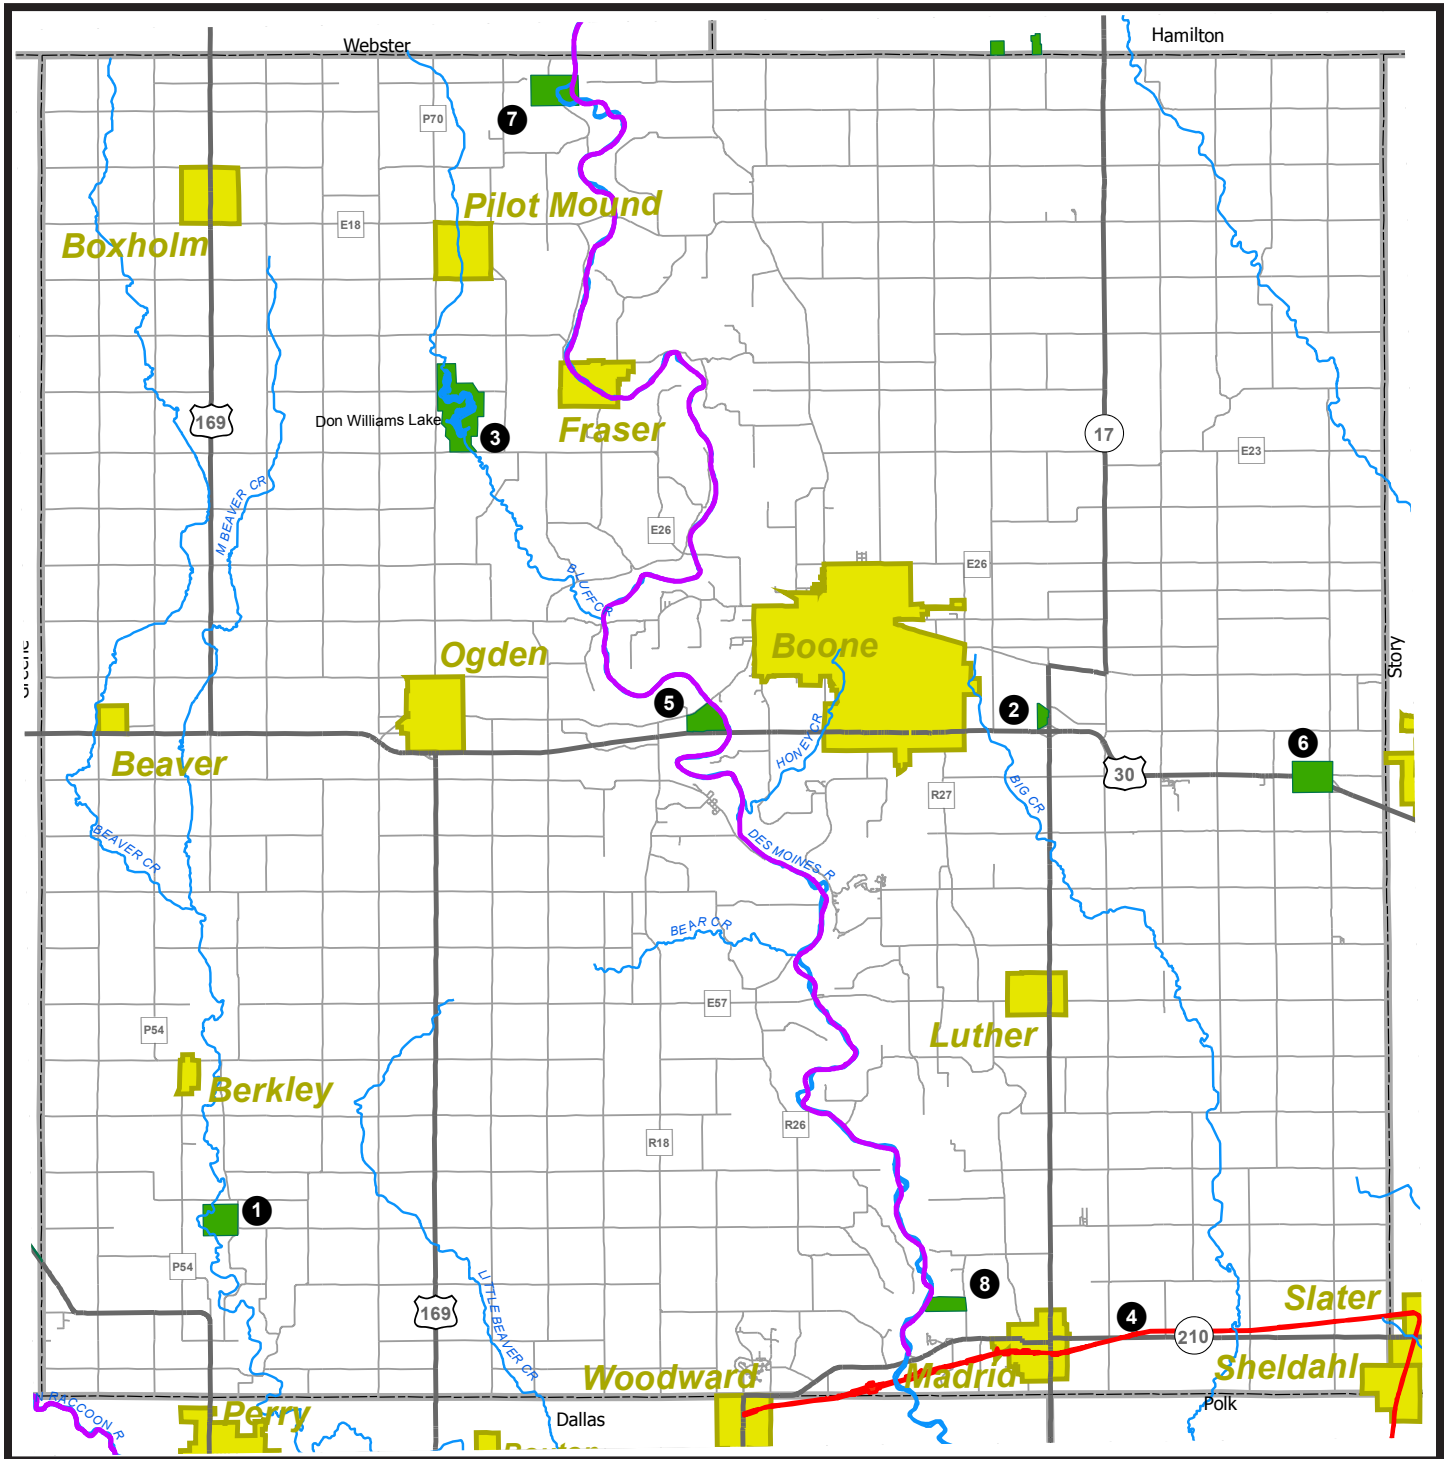 Webster
Hamilton
P70
7
Pilot Mound
E18
Boxholm
169
Don Williams Lake
3
Fraser
17
E23
M BEAVER CR
E26
E26
BLUFF CR
Boone
Greene
Story
Ogden
5
2
6
Beaver
HONEY CR
30
BIG CR
R27
BEAVER CR
DES MOINES R
BEAR CR
E57
P54
Luther
Berkley
R26
R18
1
P54
8
LITTLE BEAVER CR
169
Slater
4
210
Woodward
Madrid
Sheldahl
RACCOON R
Perry
Dallas
Polk